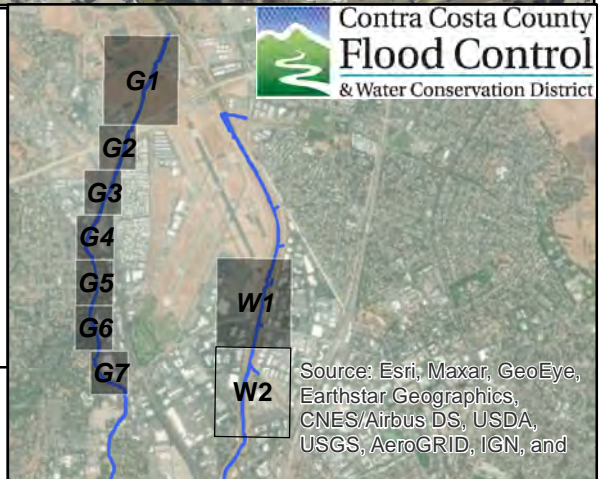 Contra Costa County
Flood Control
& Water Conservation District
G1
G2
G3
G4
G5
G6
G7
W1
W2
Source: Esri, Maxar, GeoEye,
Earthstar Geographics,
CNES/Airbus DS, USDA,
USGS, AeroGRID, IGN, and